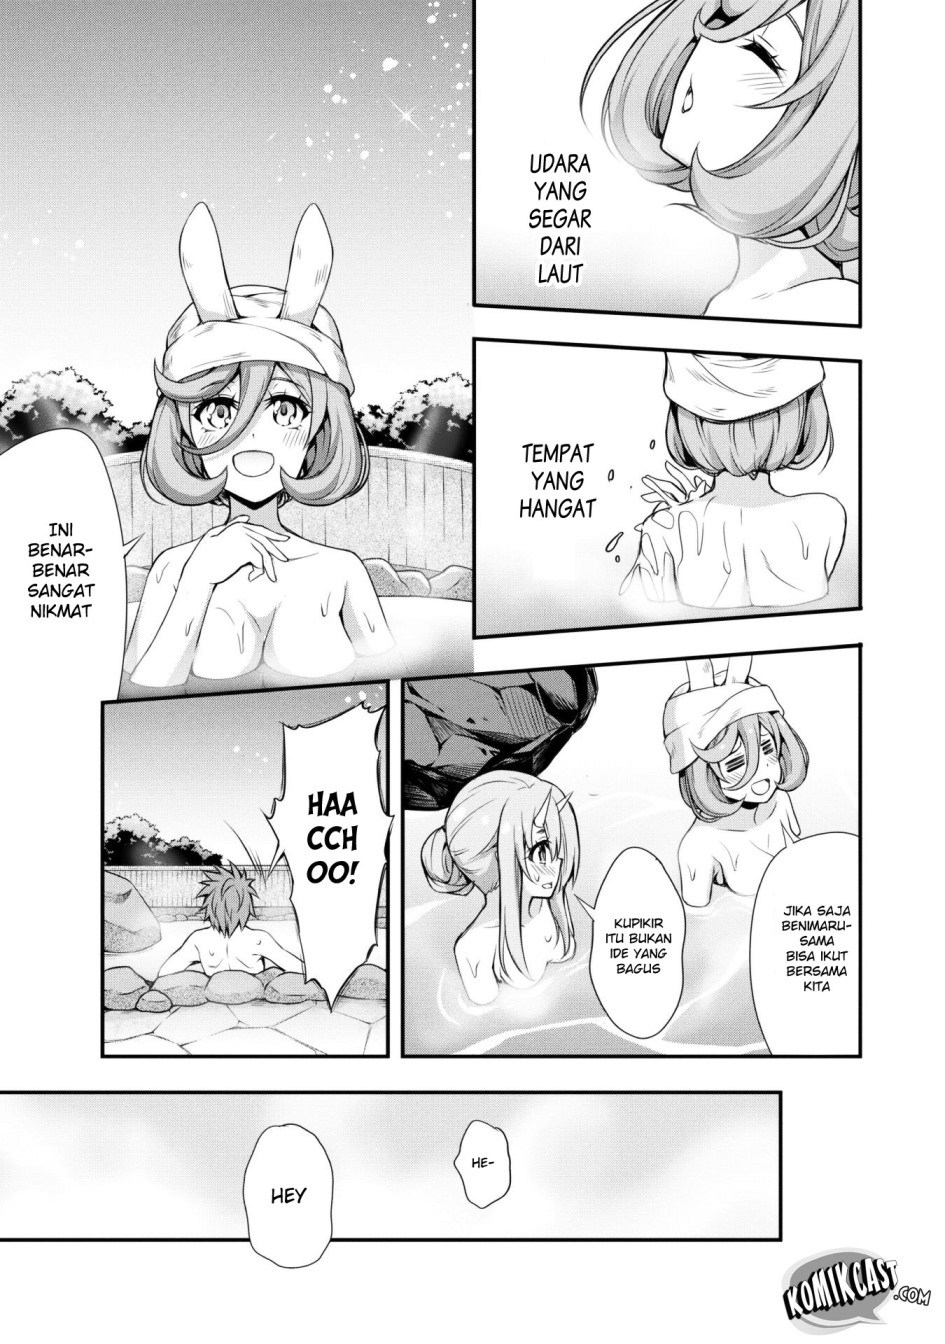 UDARA
YANG
SEGAR
DARI
LAUT
TEMPAT
YANG
HANGAT
INI
BENAR-
BENAR
SANGAT
NIKMAT
JIKA SAJA
BENIMARU-
SAMA
BISA IKUT
BERSAMA
KITA
KUPIKIR
ITU BUKAN
IDE YANG
BAGUS
HAA
CCH
OO!
HE-
HEY
KOMIKCAST
.COM